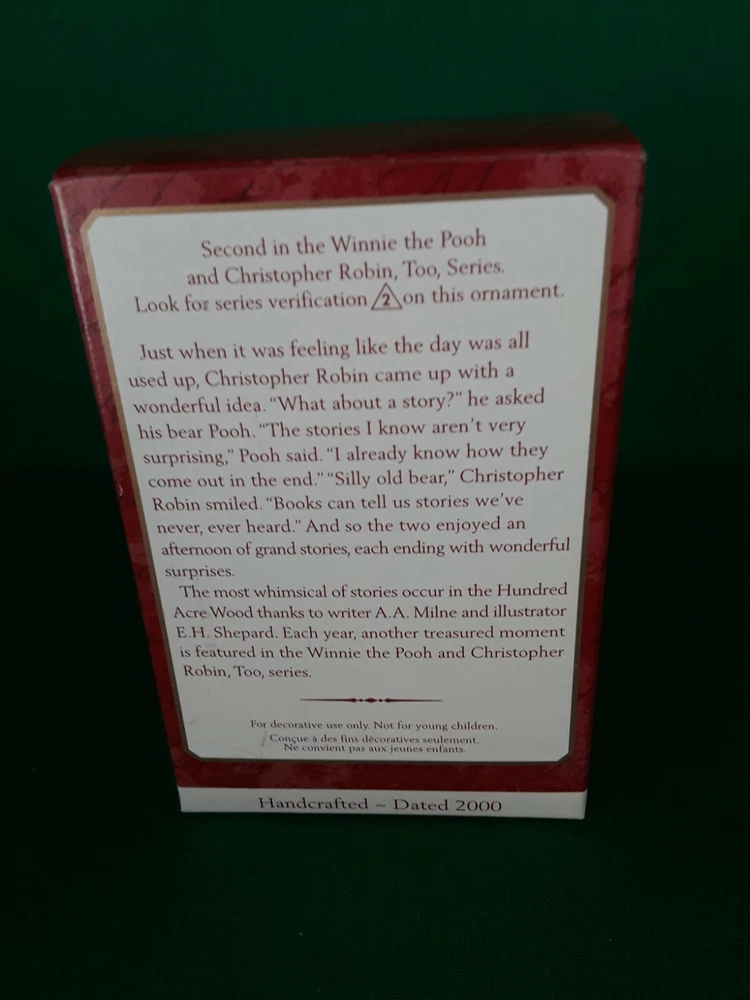 Second in the Winnie the Pooh
and Christopher Robin, Too, Series.
Look for series verification 2 on this ornament.
Just when it was feeling like the day was all
used up, Christopher Robin came up with a
wonderful idea. “What about a story?” he asked
his bear Pooh. “The stories I know aren’t very
surprising,” Pooh said. “I already know how they
come out in the end.” “Silly old bear,” Christopher
Robin smiled. “Books can tell us stories we’ve
never, ever heard.” And so the two enjoyed an
afternoon of grand stories, each ending with wonderful
surprises.
The most whimsical of stories occur in the Hundred
Acre Wood thanks to writer A.A. Milne and illustrator
E.H. Shepard. Each year, another treasured moment
is featured in the Winnie the Pooh and Christopher
Robin, Too, series.
For decorative use only. Not for young children.
Conçue à des fins décoratives seulement.
Ne convient pas aux jeunes enfants.
Handcrafted ~ Dated 2000